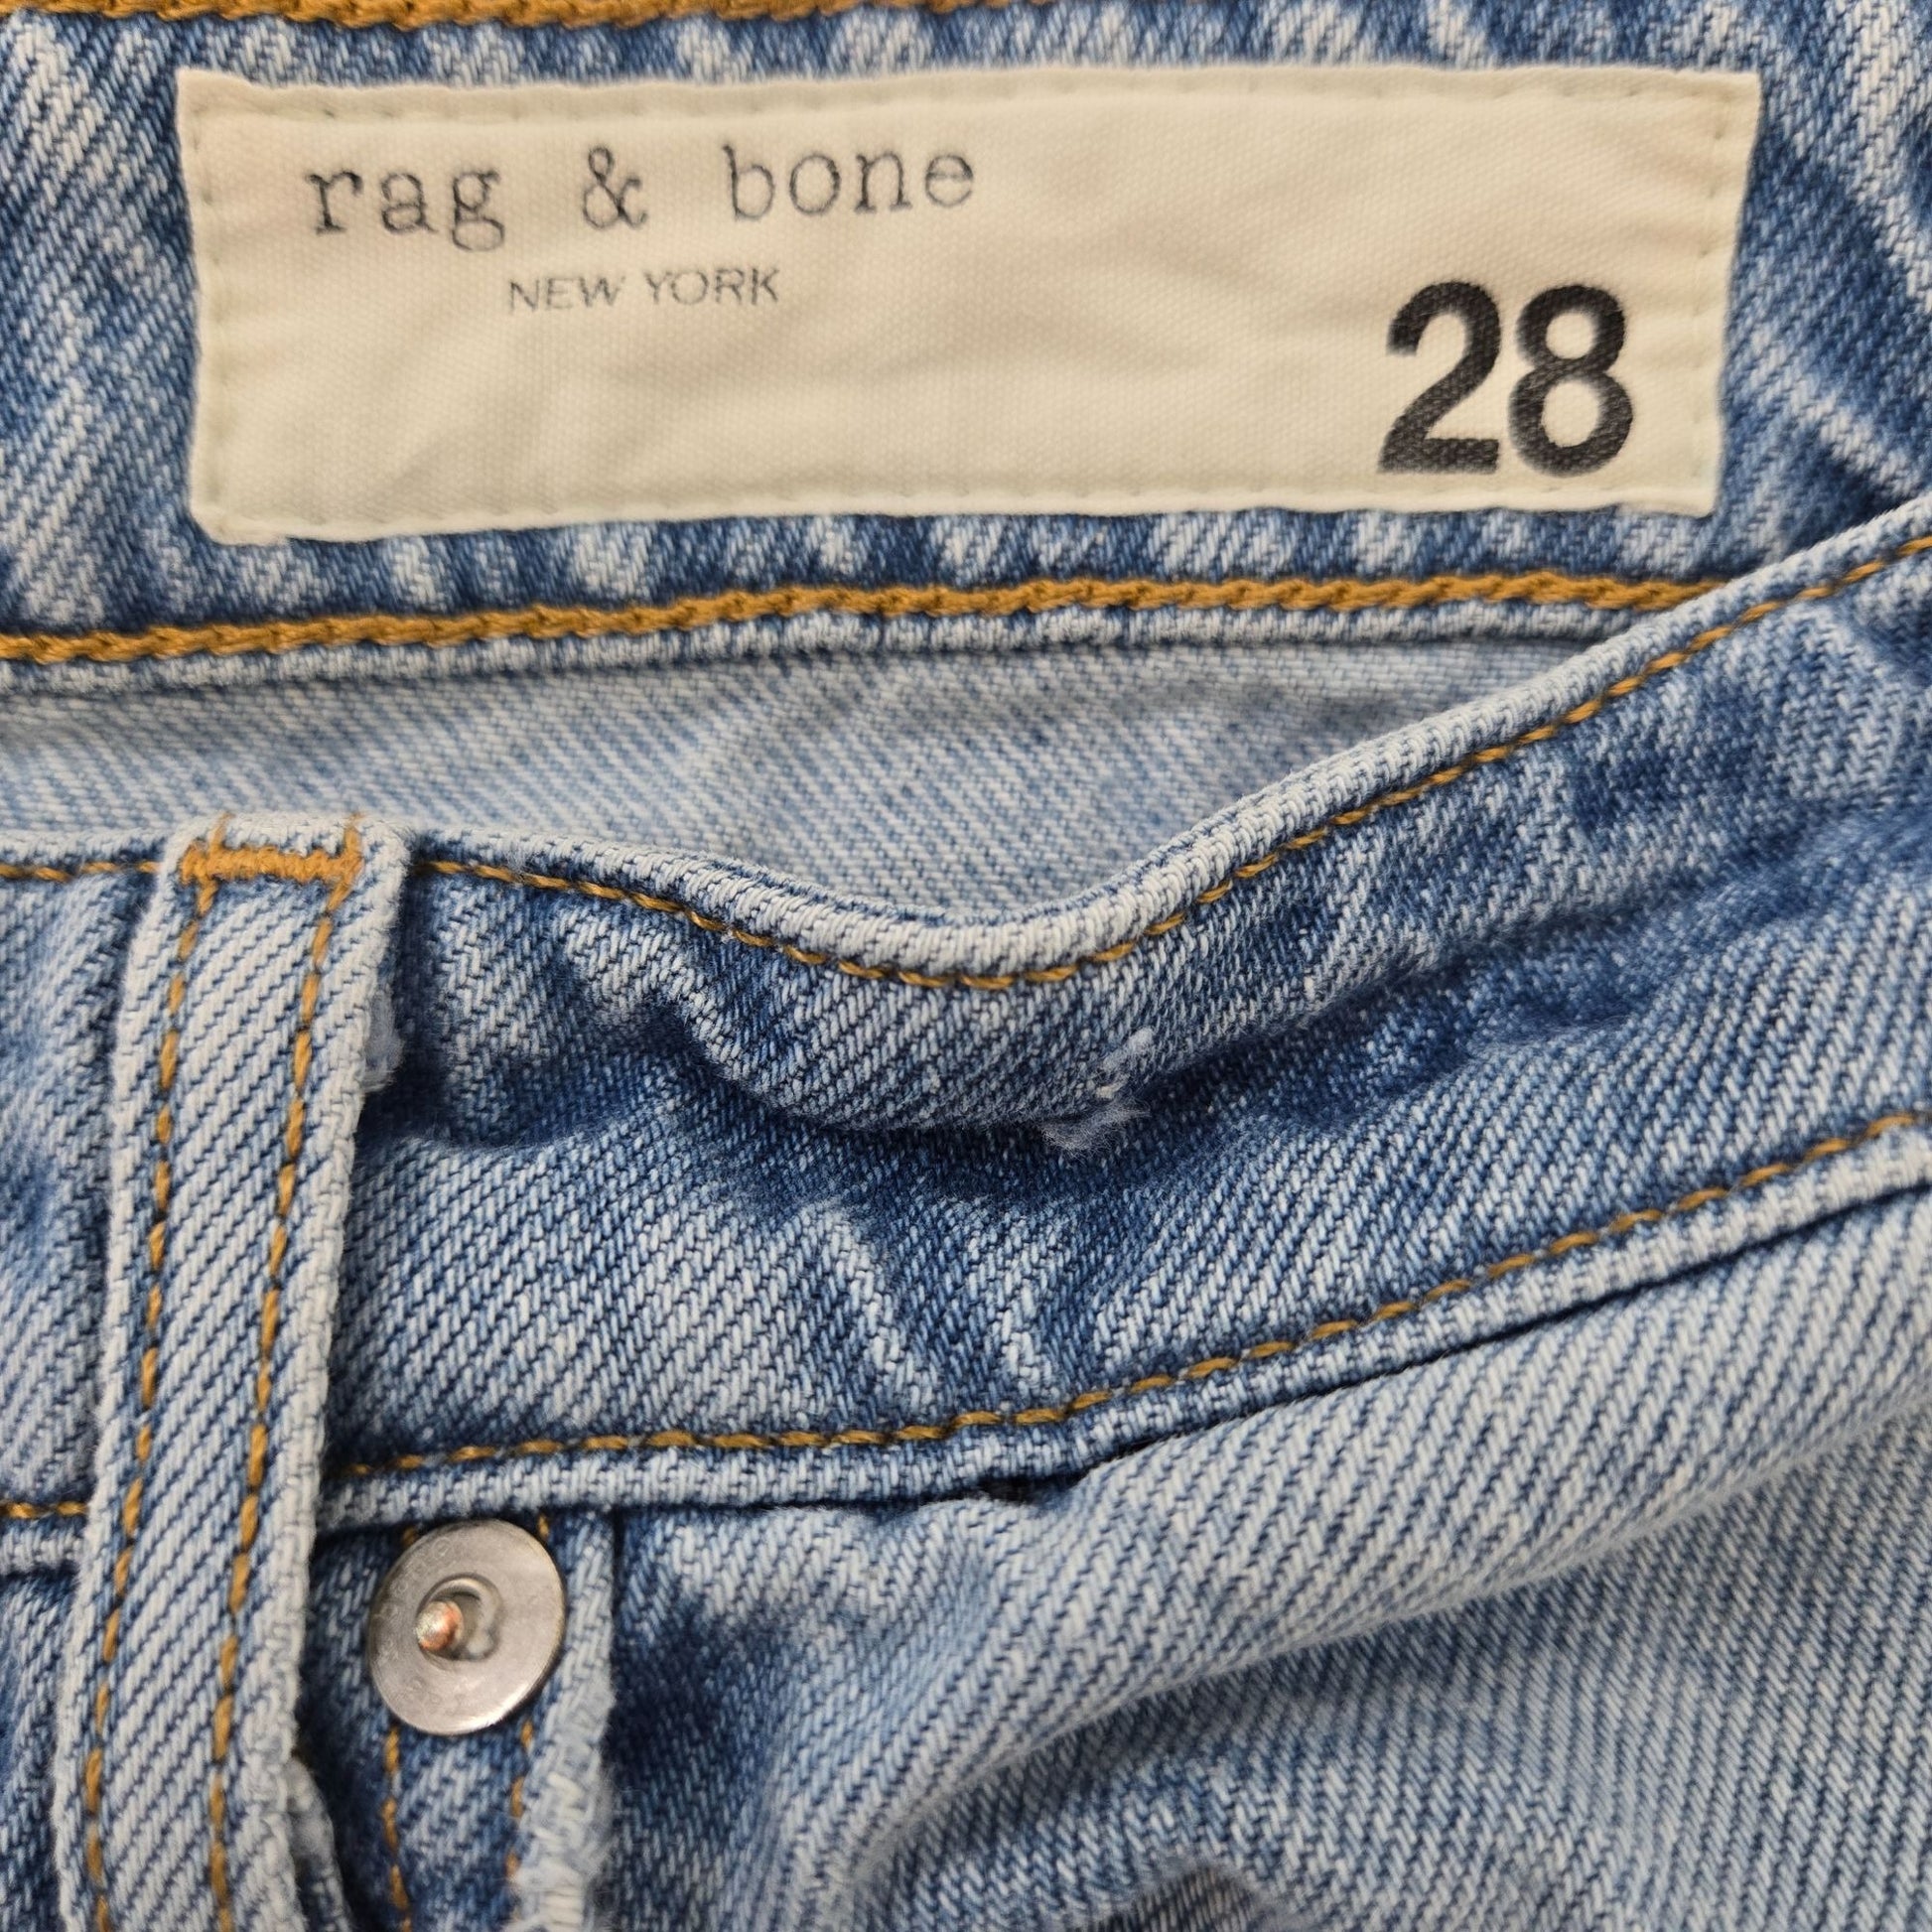 rag & bone
NEW YORK
28